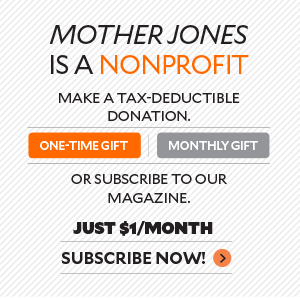 MOTHER JONES
IS A NONPROFIT
MAKE A TAX-DEDUCTIBLE
DONATION.
ONE-TIME GIFT MONTHLY GIFT
OR SUBSCRIBE TO OUR
MAGAZINE.
JUST $1/MONTH
SUBSCRIBE NOW!